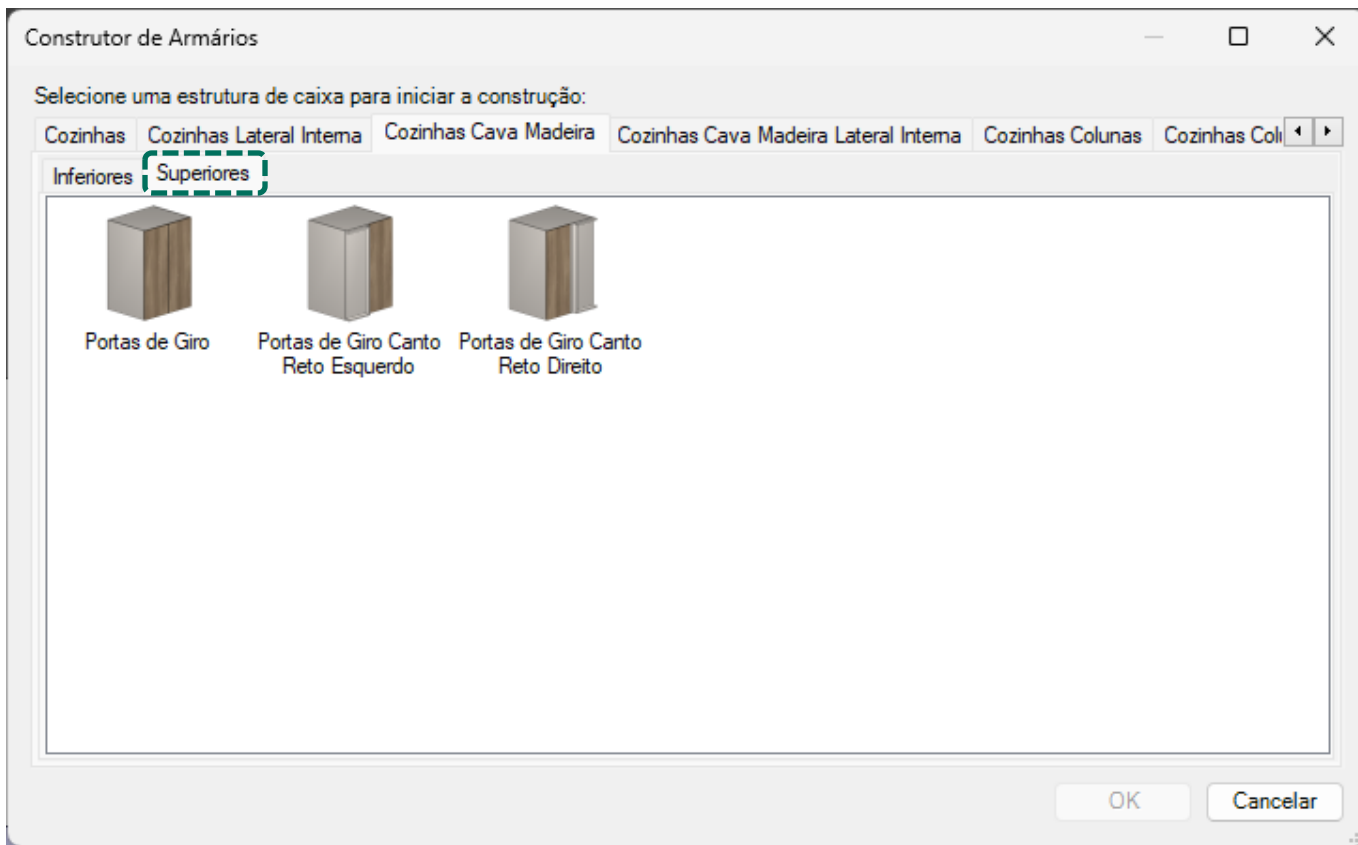 Construtor de Armários
Selecione uma estrutura de caixa para iniciar a construção:
Cozinhas Cozinhas Lateral Interna Cozinhas Cava Madeira Cozinhas Cava Madeira Lateral Interna Cozinhas Colunas Cozinhas Colu
Inferiores Superiores
Portas de Giro Portas de Giro Canto Portas de Giro Canto
Reto Esquerdo Reto Direito
OK Cancelar